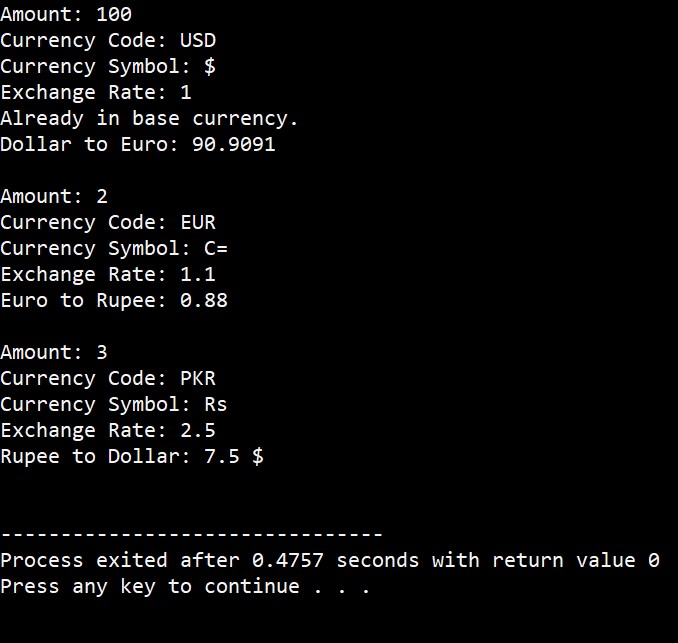 Amount: 100
Currency Code: USD
Currency Symbol: $
Exchange Rate: 1
Already in base currency.
Dollar to Euro: 90.9091
Amount: 2
Currency Code: EUR
Currency Symbol: C=
Exchange Rate: 1.1
Euro to Rupee: 0.88
Amount: 3
Currency Code: PKR
Currency Symbol: Rs
Exchange Rate: 2.5
Rupee to Dollar: 7.5 $
--------------------------------
Process exited after 0.4757 seconds with return value 0
Press any key to continue . . .